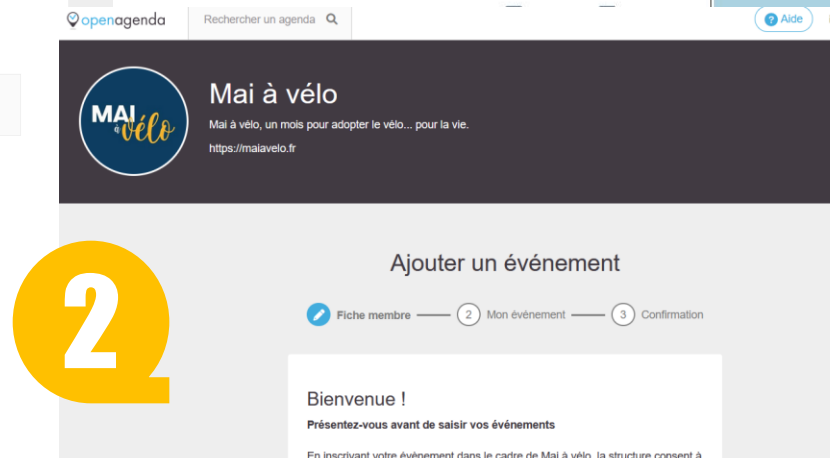 openagenda
Rechercher un agenda
? Aide
MAI
à vélo
Mai à vélo
Mai à vélo, un mois pour adopter le vélo... pour la vie.
https://maiavelo.fr
2
Ajouter un événement
Fiche membre 2 Mon événement 3 Confirmation
Bienvenue !
Présentez-vous avant de saisir vos événements
En inscrivant votre évènement dans le cadre de Mai à vélo, la structure consent à